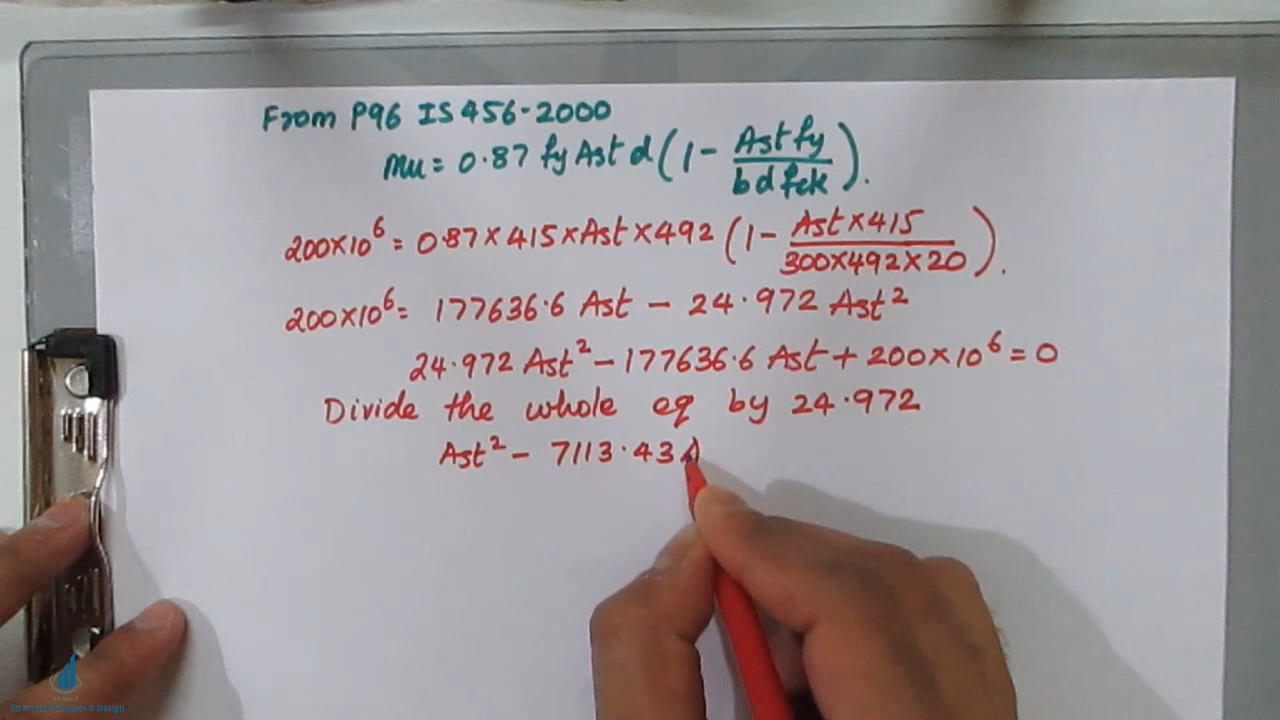 From P96 IS 456-2000
Mu = 0.87 fy Ast d (1 - Ast fy / bd fck).
200×10⁶ = 0.87 × 415 × Ast × 492 (1 - Ast × 415 / 300 × 492 × 20).
200×10⁶ = 177636.6 Ast - 24.972 Ast²
24.972 Ast² - 177636.6 Ast + 200×10⁶ = 0
Divide the whole eq by 24.972
Ast² - 7113.43